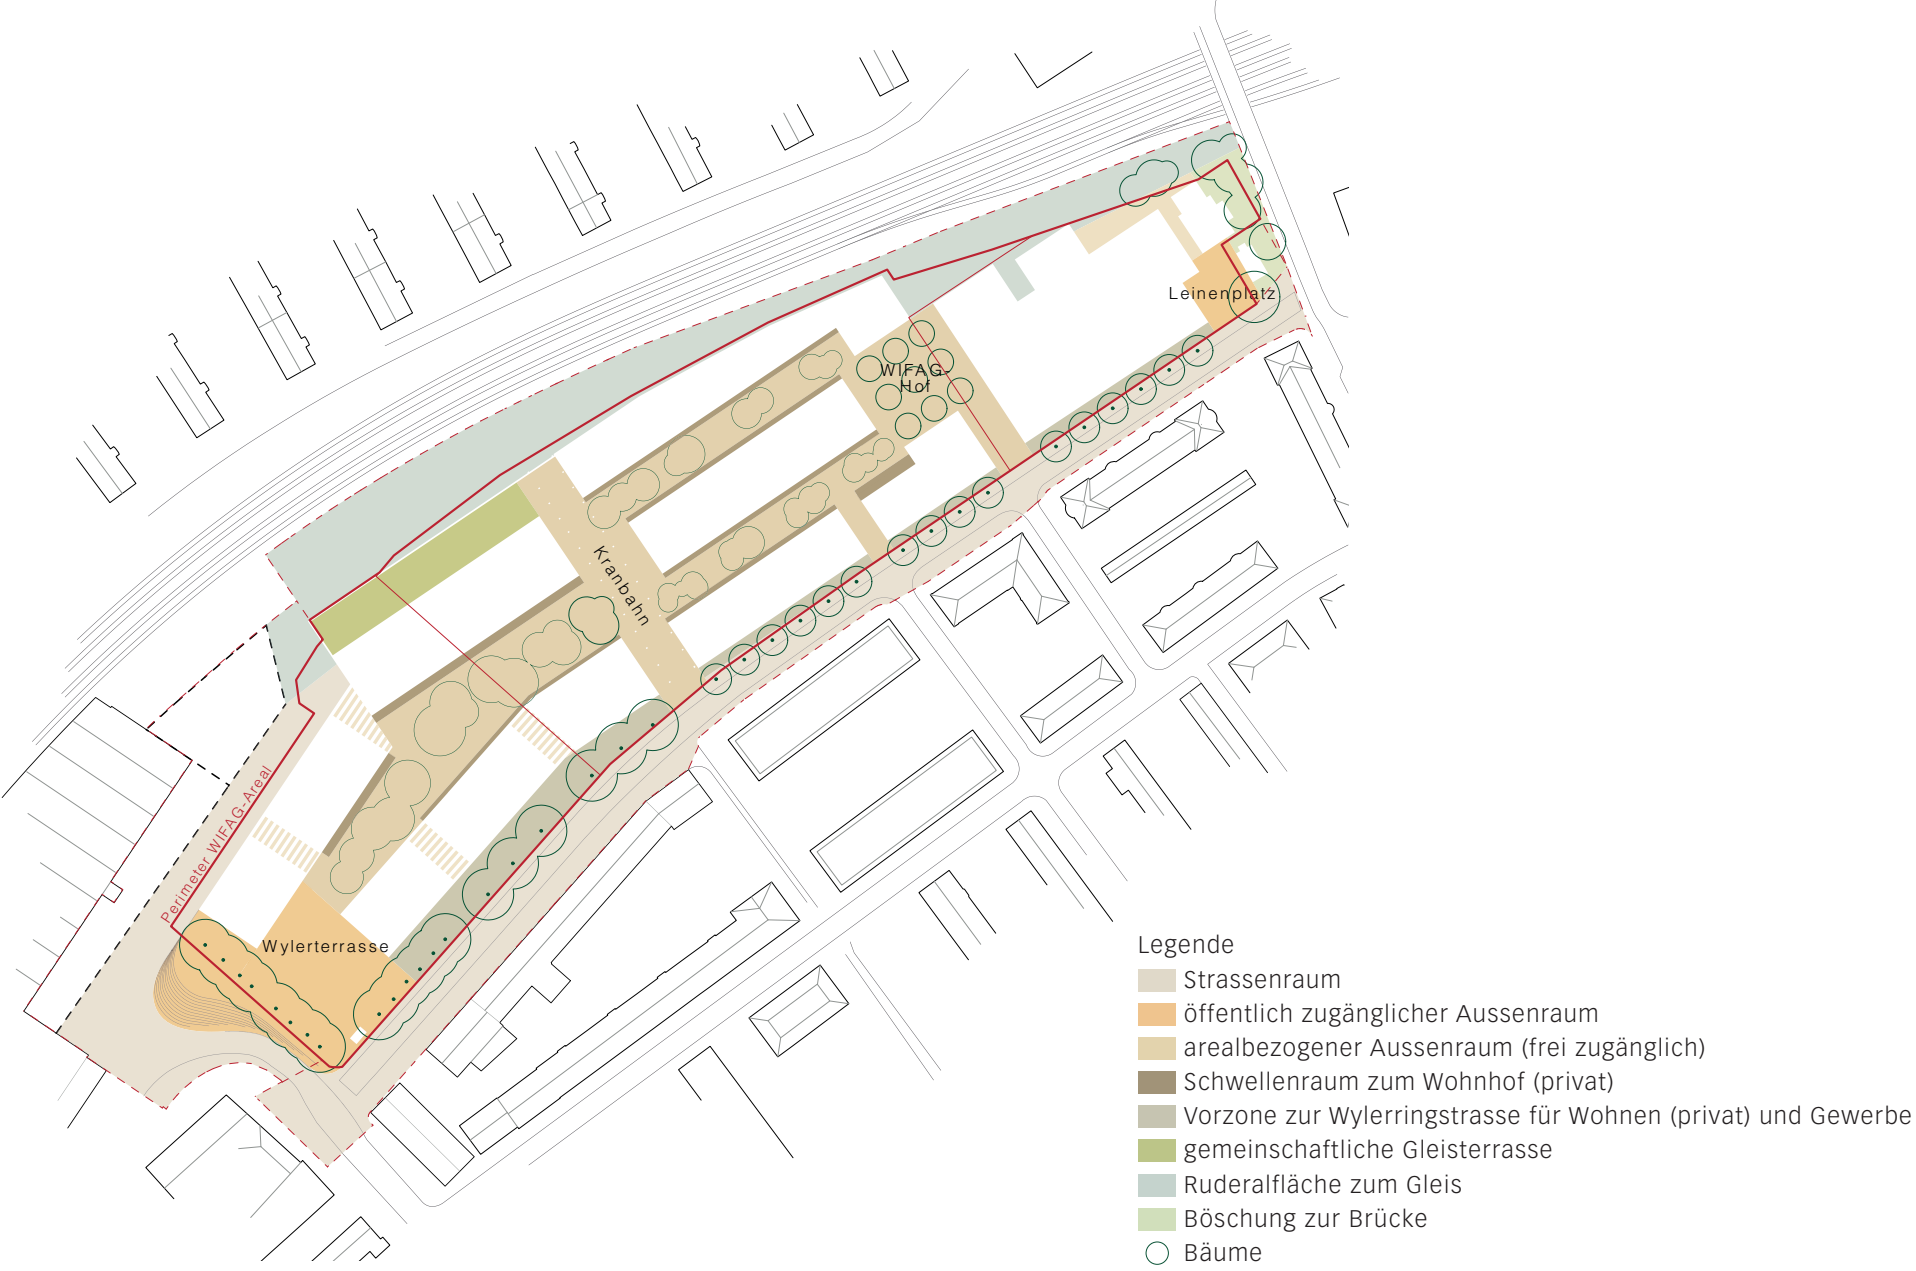 Leinenplatz
WIFAG-
Hof
Kranbahn
Perimeter WIFAG-Areal
Wylerterrasse
Legende
Strassenraum
öffentlich zugänglicher Aussenraum
arealbezogener Aussenraum (frei zugänglich)
Schwellenraum zum Wohnhof (privat)
Vorzone zur Wylerringstrasse für Wohnen (privat) und Gewerbe
gemeinschaftliche Gleisterrasse
Ruderalfläche zum Gleis
Böschung zur Brücke
Bäume